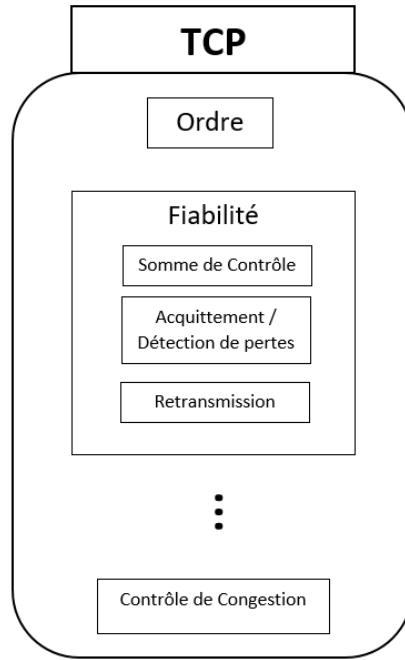 TCP
Ordre
Fiabilité
Somme de Contrôle
Acquittement /
Détection de pertes
Retransmission
Contrôle de Congestion